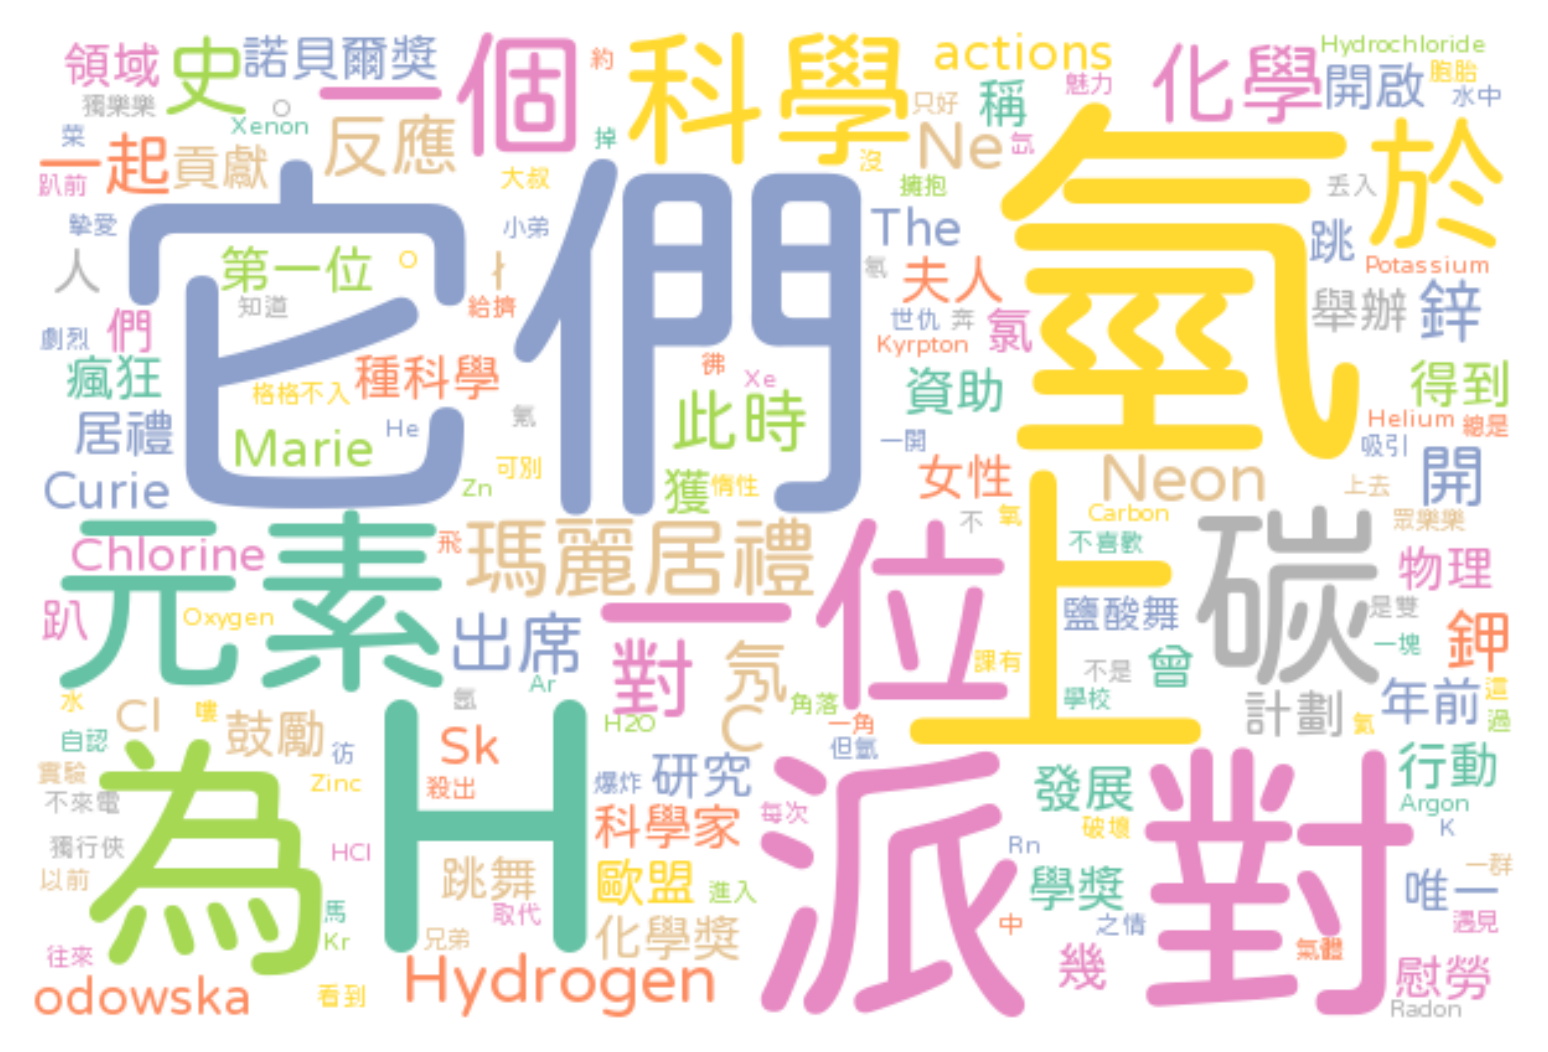 領域
史
諾貝爾獎
一
個
約
科學
actions
化學
Hydrochloride
開啟
胞胎
水中
獨樂樂
O
Xenon
菜
反應
掉
只好
稱
魅力
Ne
氙
沒
一起
貢獻
趴前
大叔
擁抱
氫
於
丟入
跳
Potassium
摯愛
它們
小弟
The
人
第一位
O
知道
給擠
氡
夫人
舉辦
鋅
劇烈
們
世仇
奔
氯
Kyrpton
瘋狂
種科學
格格不入
彿
Xe
資助
得到
居禮
Marie
He
氪
此時
一開
Helium
總是
吸引
Curie
Zn
可別
獲
惰性
女性
Neon
上去
開
Chlorine
元素
飛
瑪麗居禮
不
氧
Carbon
不喜歡
眾樂樂
碳
物理
趴
Oxygen
出席
一
位
上
鹽酸舞
是雙
一塊
鉀
對
氖
課有
不是
曾
Ar
氬
角落
學校
水
Cl
嘍
鼓勵
彷
H2O
C
一角
但氫
計劃
氦
年前
這
過
自認
為
H
Sk
實驗
不來電
Zinc
殺出
爆炸
研究
派對
發展
行動
Argon
K
科學家
每次
破壞
獨行俠
HCl
Rn
一群
以前
跳舞
歐盟
進入
學獎
唯一
馬
取代
中
之情
遇見
Kr
往來
兄弟
化學獎
氣體
幾
慰勞
odowska
看到
Hydrogen
Radon